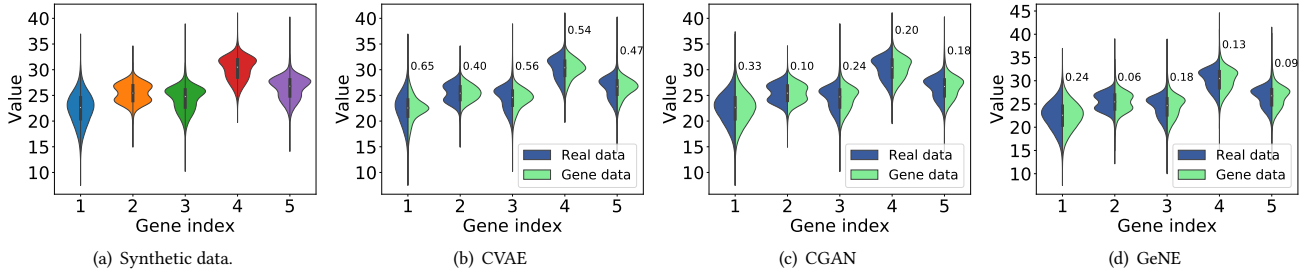 40
35
30
25
20
15
10
Value
1 2 3 4 5
Gene index
(a) Synthetic data.
40
35
30
25
20
15
10
Value
0.65 0.40 0.56 0.54 0.47
Real data
Gene data
1 2 3 4 5
Gene index
(b) CVAE
40
35
30
25
20
15
10
Value
0.33 0.10 0.24 0.20 0.18
Real data
Gene data
1 2 3 4 5
Gene index
(c) CGAN
45
40
35
30
25
20
15
10
Value
0.24 0.06 0.18 0.13 0.09
Real data
Gene data
1 2 3 4 5
Gene index
(d) GeNE